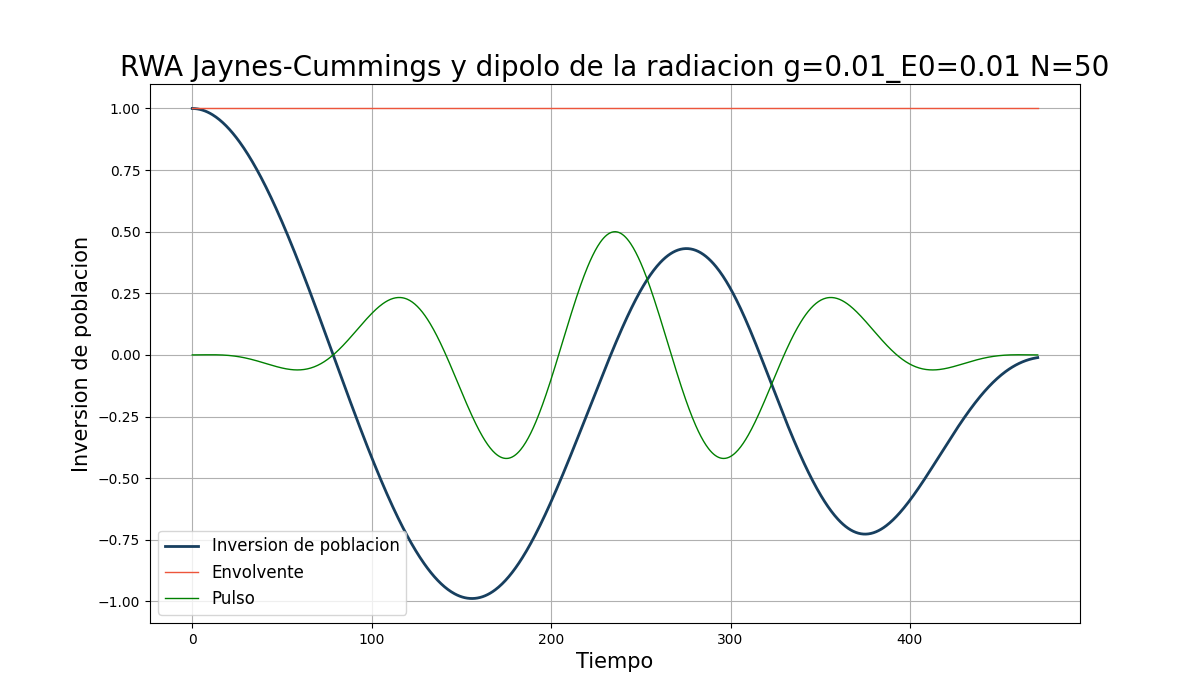 RWA Jaynes-Cummings y dipolo de la radiacion g=0.01_E0=0.01 N=50
Inversion de poblacion
1.00
0.75
0.50
0.25
0.00
−0.25
−0.50
−0.75
−1.00
Inversion de poblacion
Envolvente
Pulso
0
100
200
300
400
Tiempo